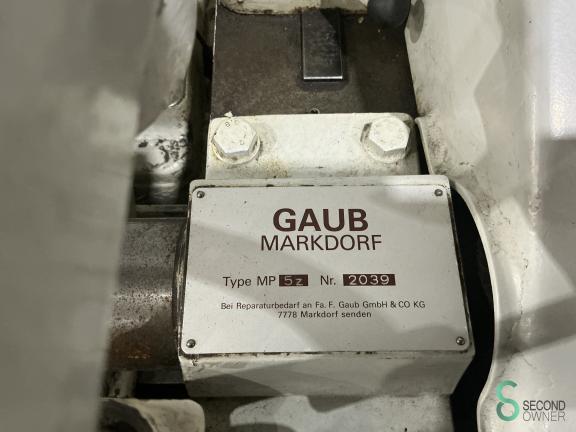 GAUB
MARKDORF
Type MP 5z Nr. 2039
Bei Reparaturbedarf an Fa. F. Gaub GmbH & CO KG
7778 Markdorf senden
SECOND
OWNER